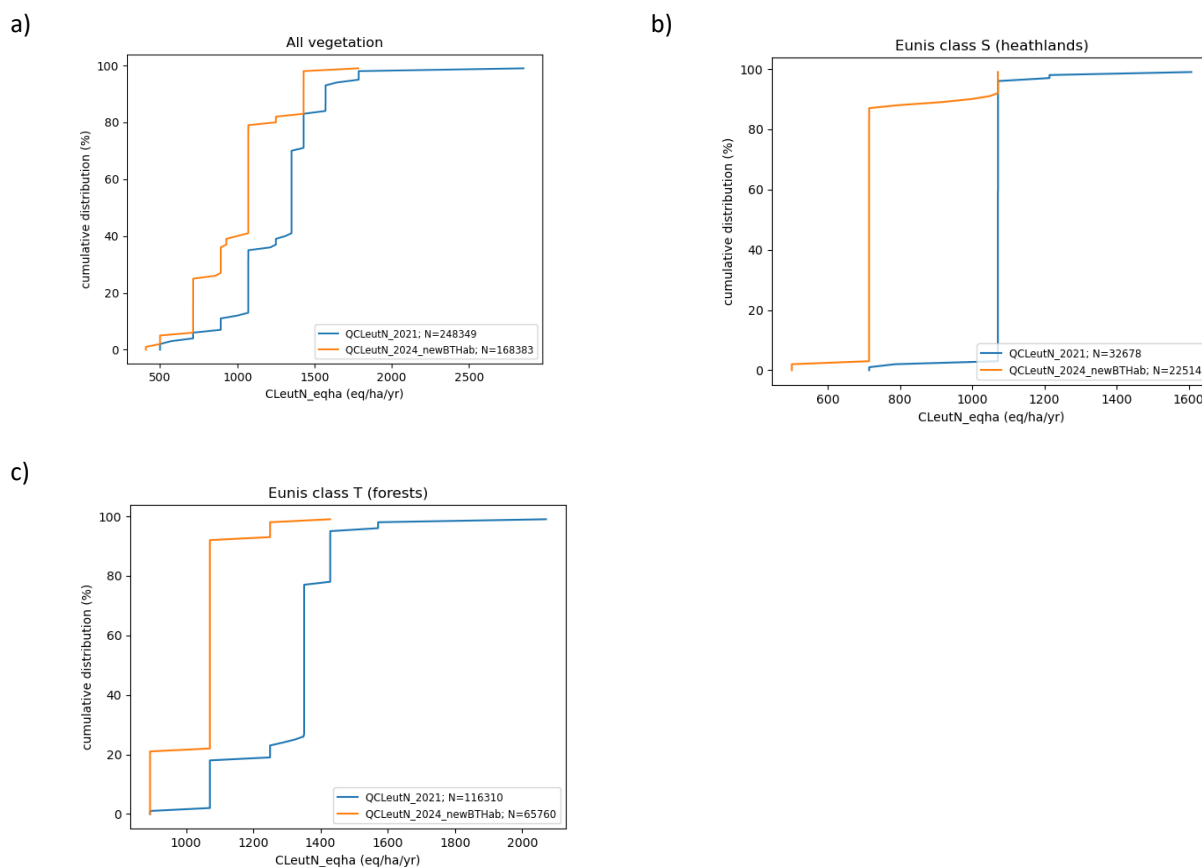 a)
All vegetation
100
80
60
40
20
0
cumulative distribution (%)
500 1000 1500 2000 2500
CLeutN_eqha (eq/ha/yr)
QCLeutN_2021; N=248349
QCLeutN_2024_newBTHab; N=168383
b)
Eunis class S (heathlands)
100
80
60
40
20
0
cumulative distribution (%)
600 800 1000 1200 1400 1600
CLeutN_eqha (eq/ha/yr)
QCLeutN_2021; N=32678
QCLeutN_2024_newBTHab; N=22514
c)
Eunis class T (forests)
100
80
60
40
20
0
cumulative distribution (%)
1000 1200 1400 1600 1800 2000
CLeutN_eqha (eq/ha/yr)
QCLeutN_2021; N=116310
QCLeutN_2024_newBTHab; N=65760